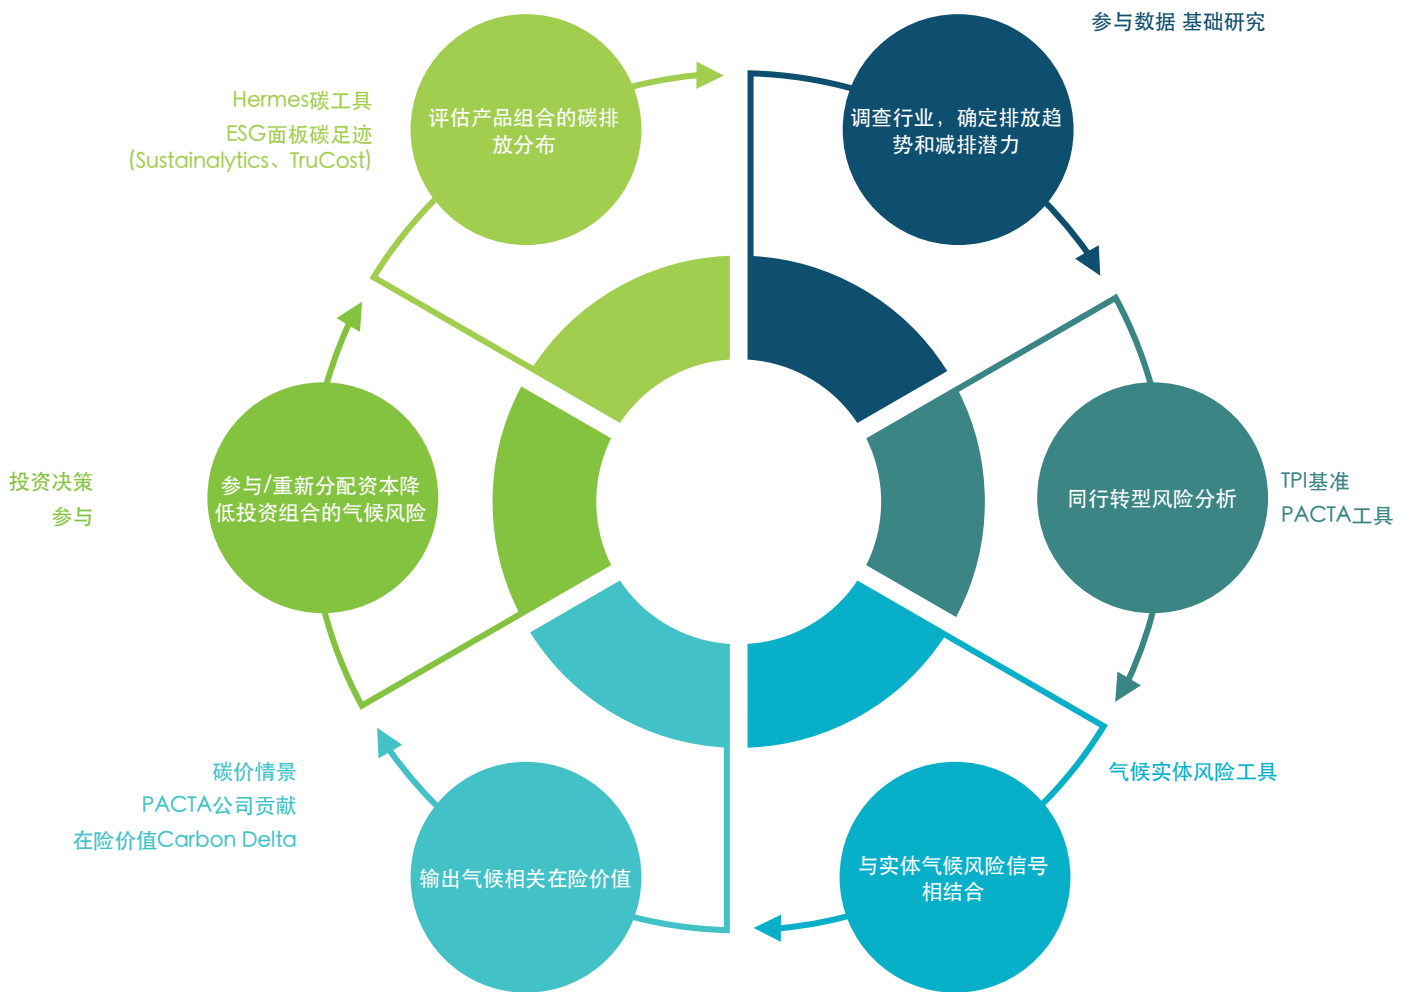 参与数据 基础研究
Hermes碳工具
ESG面板碳足迹
(Sustainalytics、TruCost)
评估产品组合的碳排
放分布
调查行业，确定排放趋
势和减排潜力
投资决策
参与
参与/重新分配资本降
低投资组合的气候风险
同行转型风险分析
TPI基准
PACTA工具
碳价情景
PACTA公司贡献
在险价值Carbon Delta
输出气候相关在险价值
与实体气候风险信号
相结合
气候实体风险工具